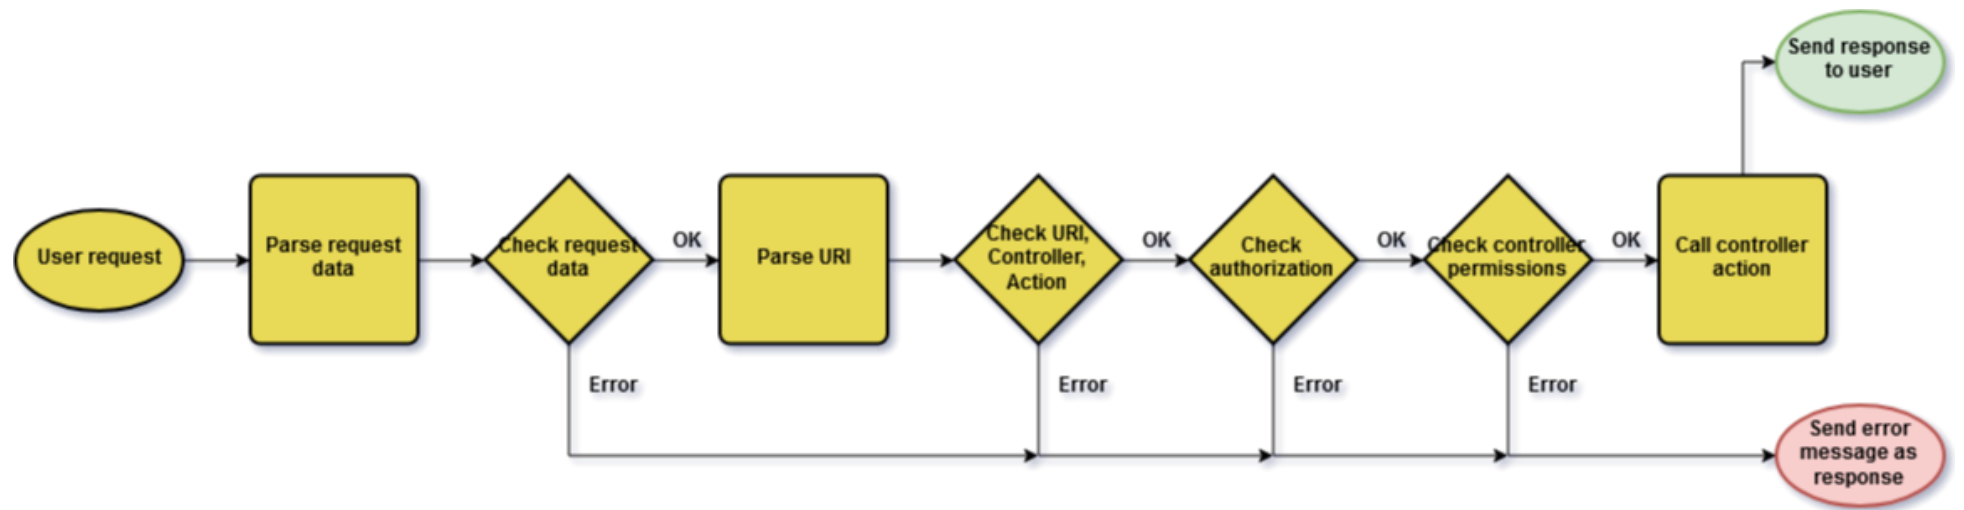 Send response
to user
User request
Parse request
data
Check request
data
OK
Parse URI
Check URI,
Controller,
Action
OK
Check
authorization
OK
Check controller
permissions
OK
Call controller
action
Error
Error
Error
Error
Send error
message as
response